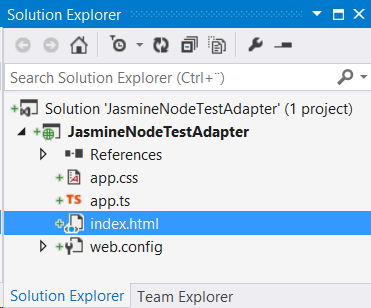 Solution Explorer
Search Solution Explorer (Ctrl+¨)
Solution 'JasmineNodeTestAdapter' (1 project)
JasmineNodeTestAdapter
References
app.css
TS app.ts
index.html
web.config
Solution Explorer Team Explorer